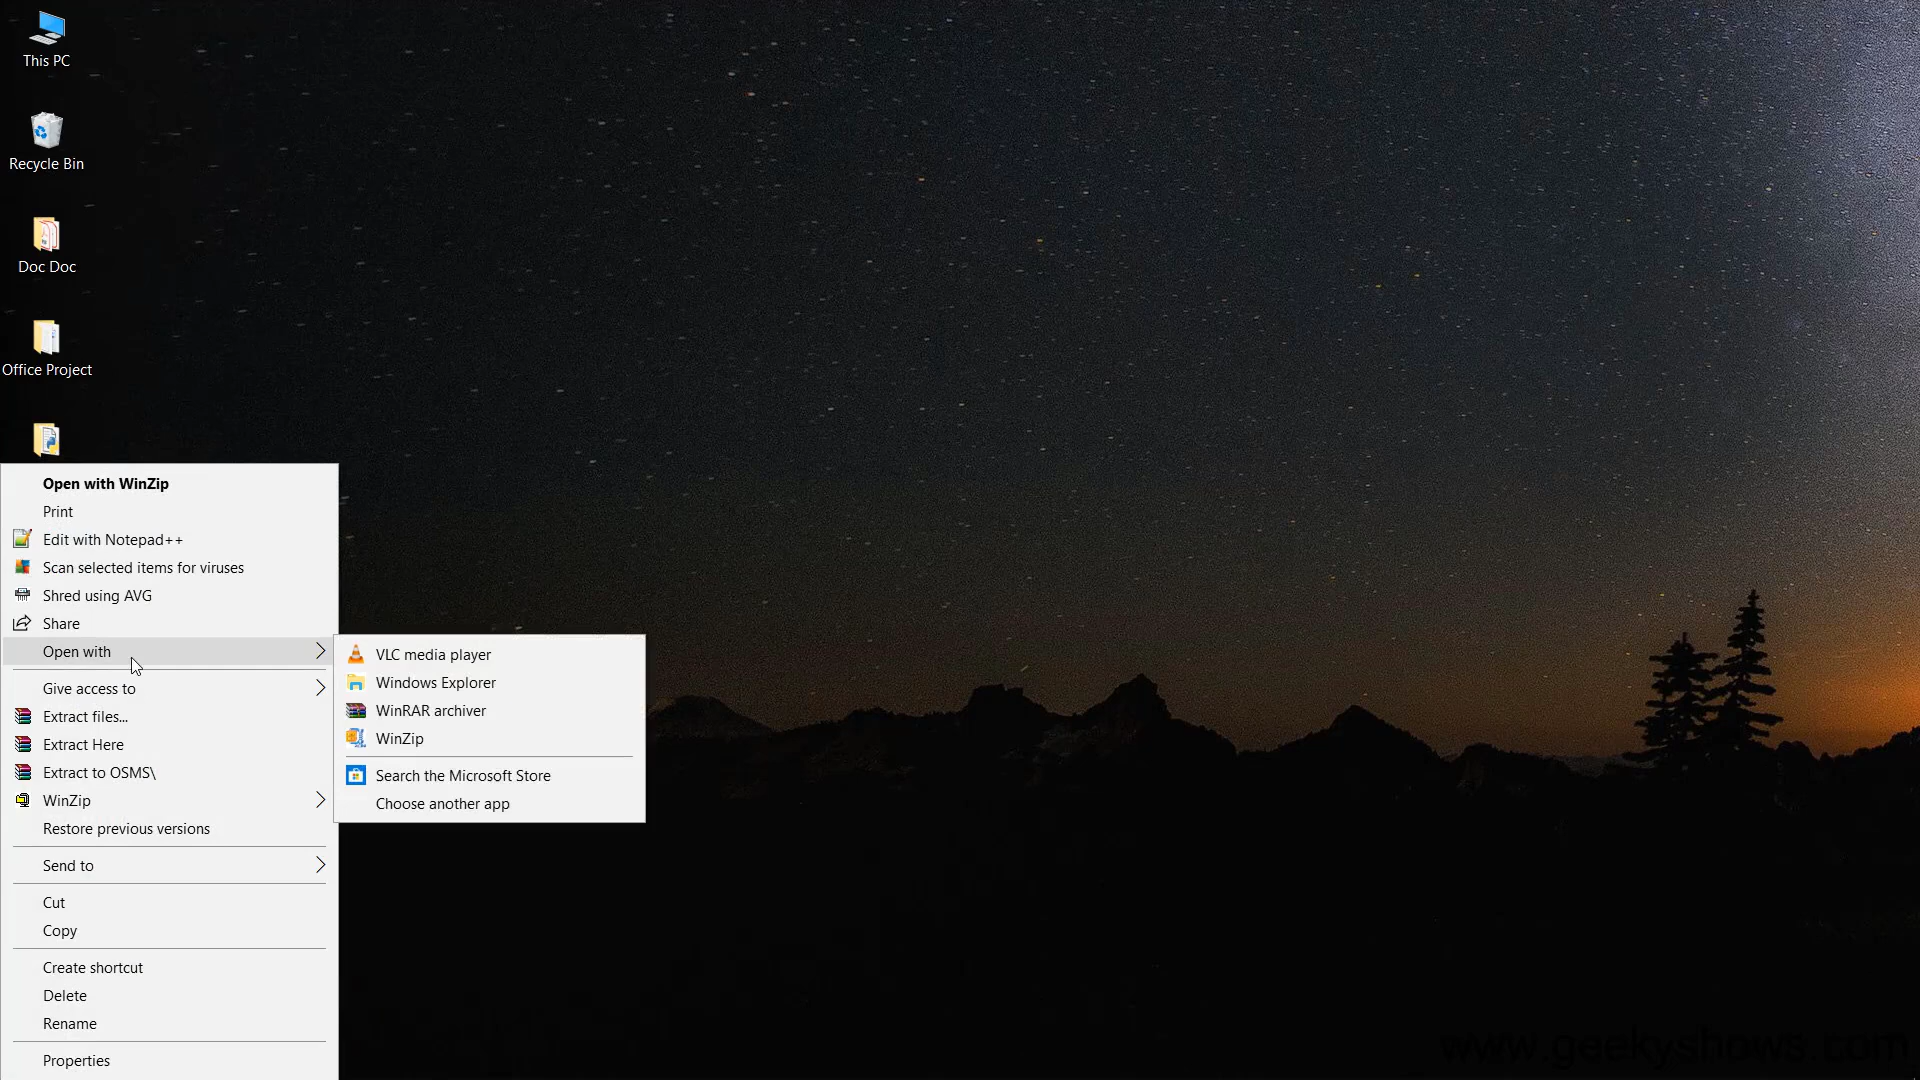 This PC
Recycle Bin
Doc Doc
Office Project
Open with WinZip
Print
Edit with Notepad++
Scan selected items for viruses
Shred using AVG
Share
Open with
Give access to
Extract files...
Extract Here
Extract to OSMS\
WinZip
Restore previous versions
Send to
Cut
Copy
Create shortcut
Delete
Rename
Properties
VLC media player
Windows Explorer
WinRAR archiver
WinZip
Search the Microsoft Store
Choose another app
www.geekyshows.com